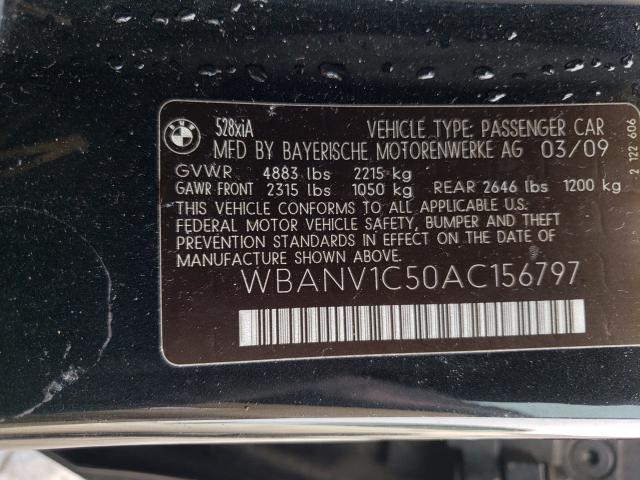 BMW
528xiA VEHICLE TYPE: PASSENGER CAR
MFD BY BAYERISCHE MOTORENWERKE AG 03/09
GVWR 4883 lbs 2215 kg
GAWR FRONT 2315 lbs 1050 kg REAR 2646 lbs 1200 kg
THIS VEHICLE CONFORMS TO ALL APPLICABLE U.S.
FEDERAL MOTOR VEHICLE SAFETY, BUMPER AND THEFT
PREVENTION STANDARDS IN EFFECT ON THE DATE OF
MANUFACTURE SHOWN ABOVE.
WBANV1C50AC156797
2 122 606